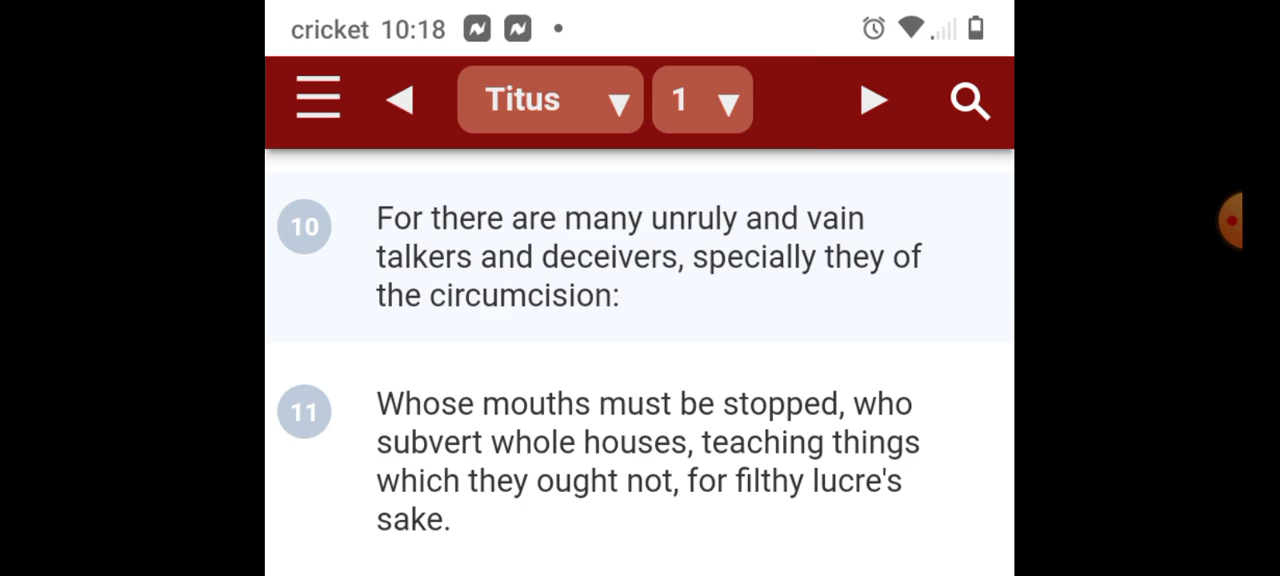 cricket 10:18
Titus 1
10 For there are many unruly and vain
talkers and deceivers, specially they of
the circumcision:
11 Whose mouths must be stopped, who
subvert whole houses, teaching things
which they ought not, for filthy lucre's
sake.